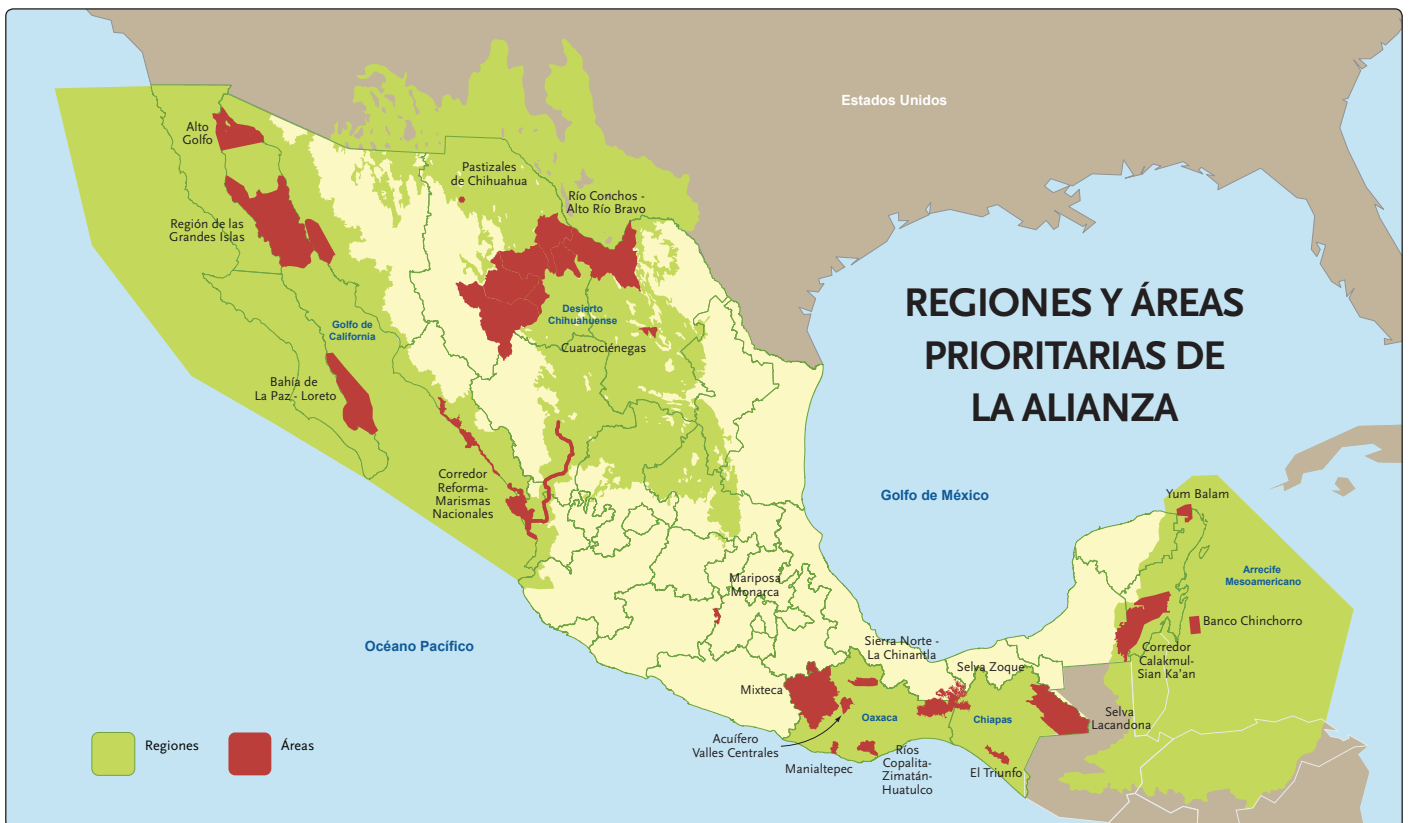 Estados Unidos
Alto
Golfo
Pastizales
de Chihuahua
Río Conchos -
Alto Río Bravo
Región de las
Grandes Islas
REGIONES Y ÁREAS
PRIORITARIAS DE
LA ALIANZA
Desierto
Chihuahuense
Golfo de
California
Cuatrociénegas
Bahía de
La Paz - Loreto
Corredor
Reforma-
Marismas
Nacionales
Golfo de México
Yum Balam
Arrecife
Mesoamericano
Mariposa
Monarca
Banco Chinchorro
Océano Pacífico
Sierra Norte -
La Chinantla
Selva Zoque
Corredor
Calakmul-
Sian Ka'an
Mixteca
Oaxaca
Chiapas
Selva
Lacandona
Acuífero
Valles Centrales
Manialtepec
Ríos
Copalita-
Zimatán-
Huatulco
El Triunfo
Regiones
Áreas